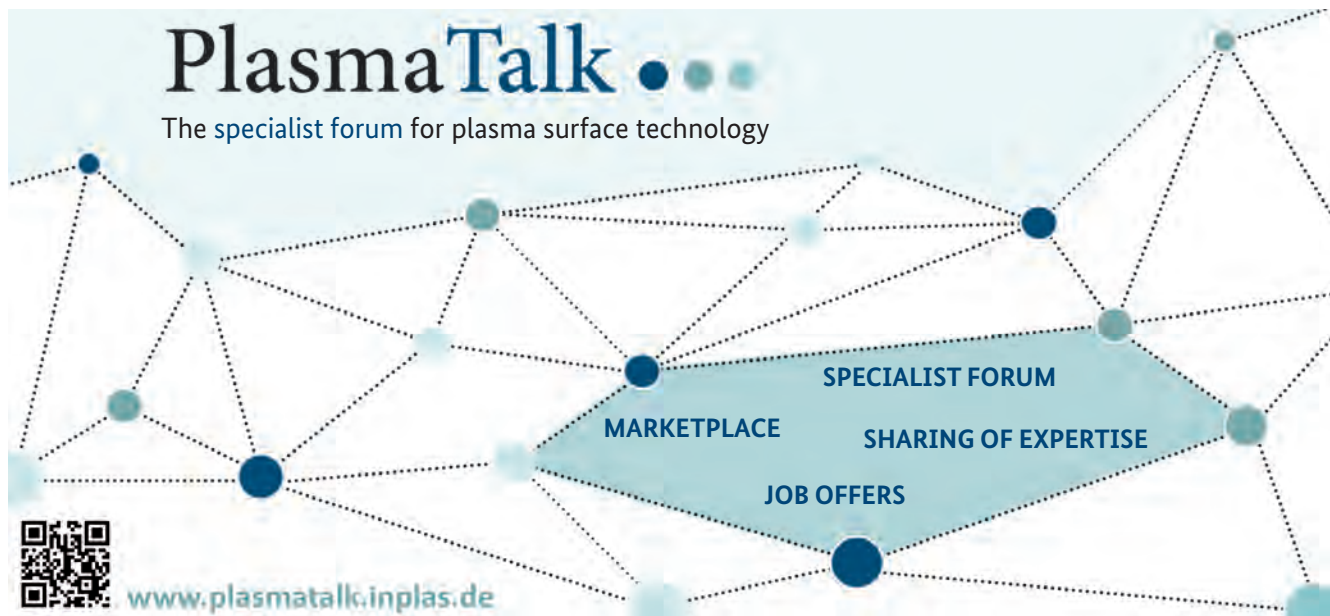 PlasmaTalk
The specialist forum for plasma surface technology
SPECIALIST FORUM
MARKETPLACE
SHARING OF EXPERTISE
JOB OFFERS
www.plasmatalk.inplas.de